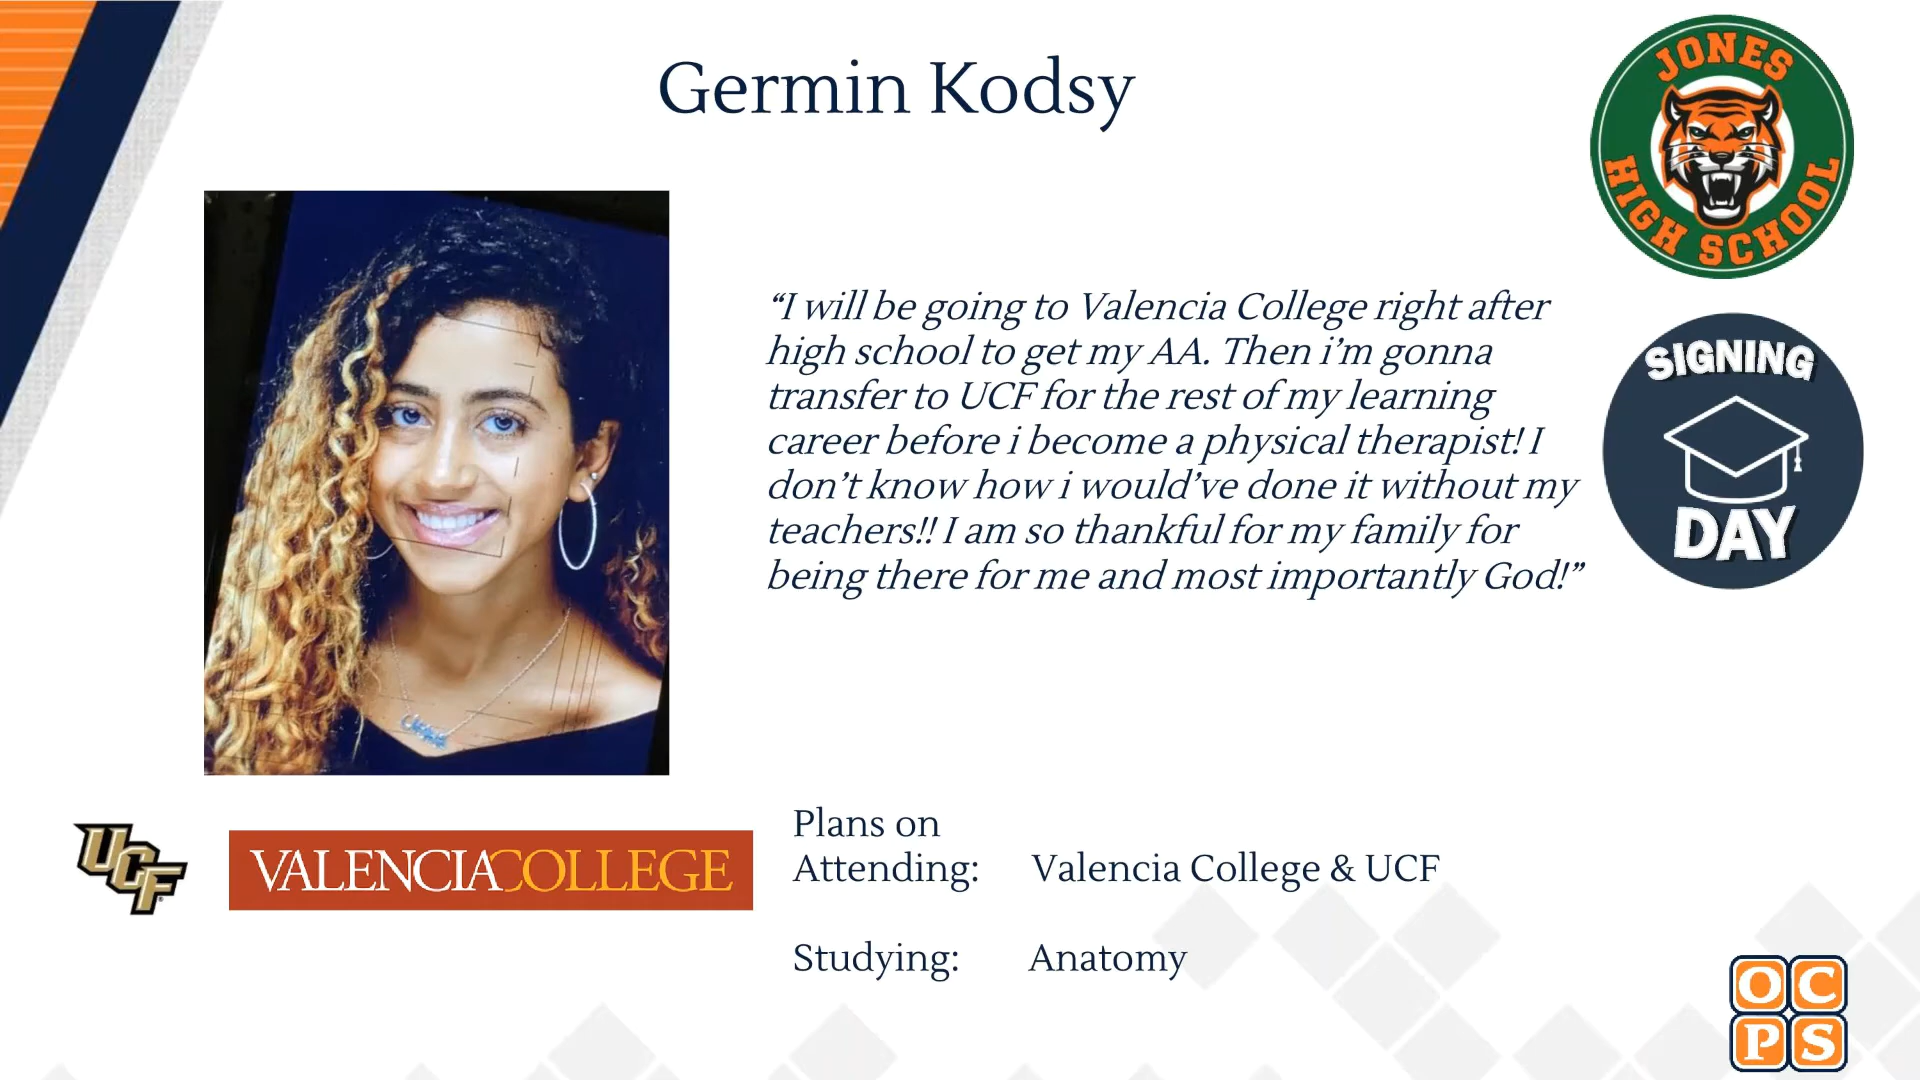 Germin Kodsy
JONES
HIGH SCHOOL
“I will be going to Valencia College right after
high school to get my AA. Then i’m gonna
transfer to UCF for the rest of my learning
career before i become a physical therapist! I
don’t know how i would’ve done it without my
teachers!! I am so thankful for my family for
being there for me and most importantly God!”
SIGNING
DAY
UCF
VALENCIACOLLEGE
Plans on
Attending: Valencia College & UCF
Studying: Anatomy
OC
PS